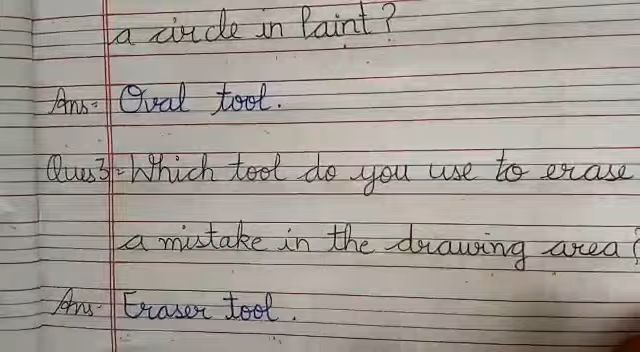 a circle in Paint?
Ans- Oval tool.
Ques3- Which tool do you use to erase
a mistake in the drawing area?
Ans- Eraser tool.